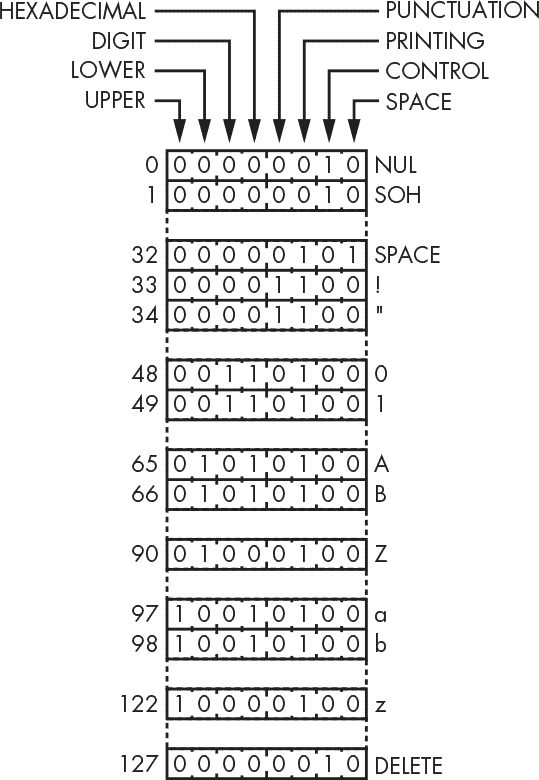 HEXADECIMAL PUNCTUATION
DIGIT PRINTING
LOWER CONTROL
UPPER SPACE
0 0 0 0 0 0 0 1 0 NUL
1 0 0 0 0 0 0 1 0 SOH
32 0 0 0 0 0 1 0 1 SPACE
33 0 0 0 0 1 1 0 0 !
34 0 0 0 0 1 1 0 0 "
48 0 0 1 1 0 1 0 0 0
49 0 0 1 1 0 1 0 0 1
65 0 1 0 1 0 1 0 0 A
66 0 1 0 1 0 1 0 0 B
90 0 1 0 0 0 1 0 0 Z
97 1 0 0 1 0 1 0 0 a
98 1 0 0 1 0 1 0 0 b
122 1 0 0 0 0 1 0 0 z
127 0 0 0 0 0 0 1 0 DELETE